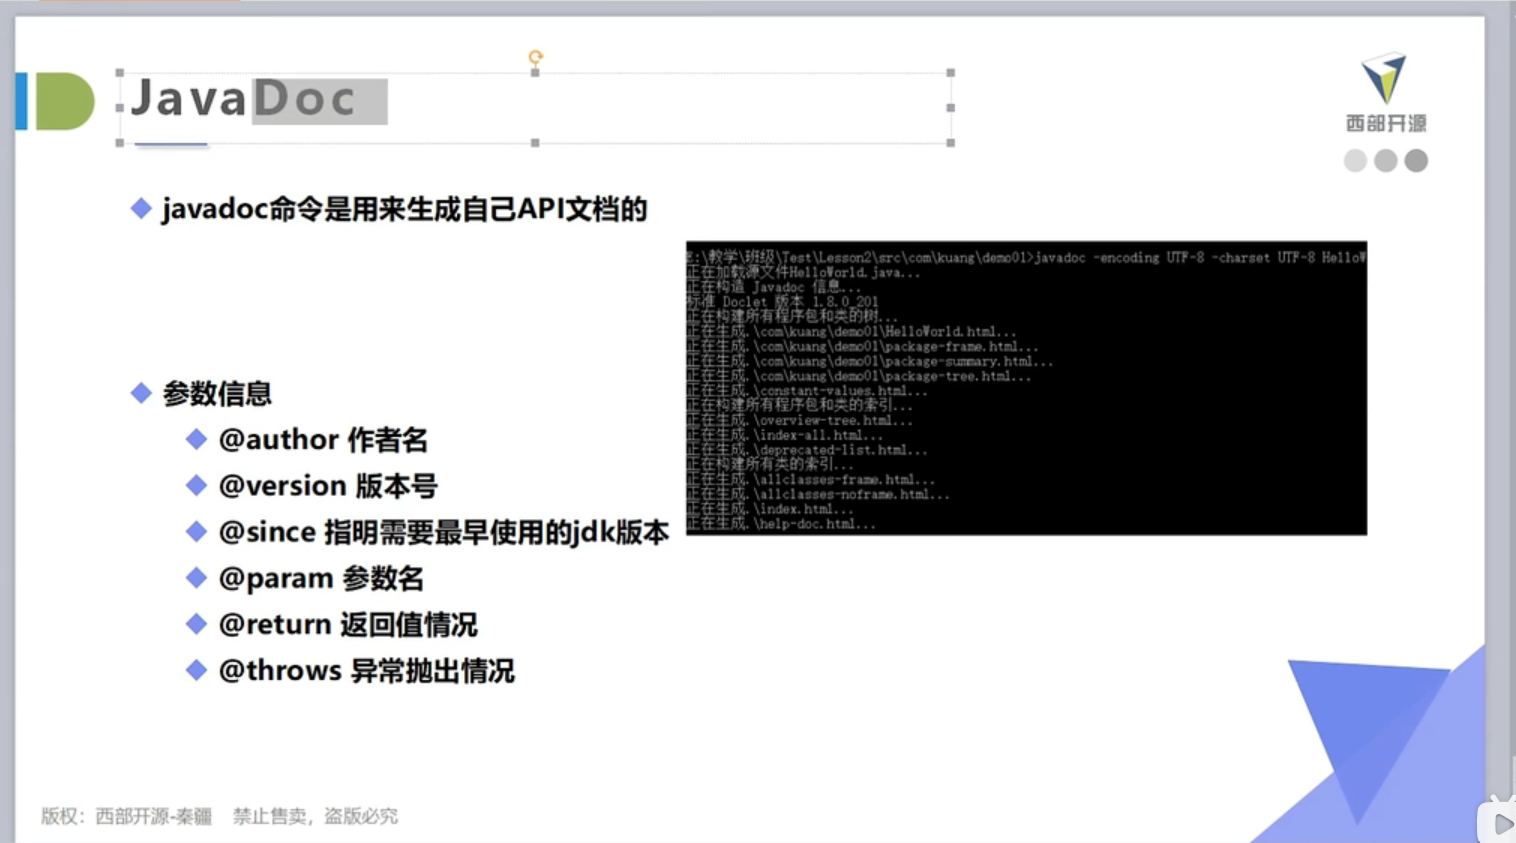 JavaDoc
西部开源
javadoc命令是用来生成自己API文档的
:\教学\班级\Test\Lesson2\src\com\kuang\demo01>javadoc -encoding UTF-8 -charset UTF-8 HelloW
正在加载源文件HelloWorld.java...
正在构造 Javadoc 信息...
标准 Doclet 版本 1.8.0_201
正在构建所有程序包和类的树...
正在生成.\com\kuang\demo01\HelloWorld.html...
正在生成.\com\kuang\demo01\package-frame.html...
正在生成.\com\kuang\demo01\package-summary.html...
正在生成.\com\kuang\demo01\package-tree.html...
正在生成.\constant-values.html...
正在构建所有程序包和类的索引...
正在生成.\overview-tree.html...
正在生成.\index-all.html...
正在生成.\deprecated-list.html...
正在构建所有类的索引...
正在生成.\allclasses-frame.html...
正在生成.\allclasses-noframe.html...
正在生成.\index.html...
正在生成.\help-doc.html...
参数信息
@author 作者名
@version 版本号
@since 指明需要最早使用的jdk版本
@param 参数名
@return 返回值情况
@throws 异常抛出情况
版权：西部开源-秦疆 禁止售卖，盗版必究